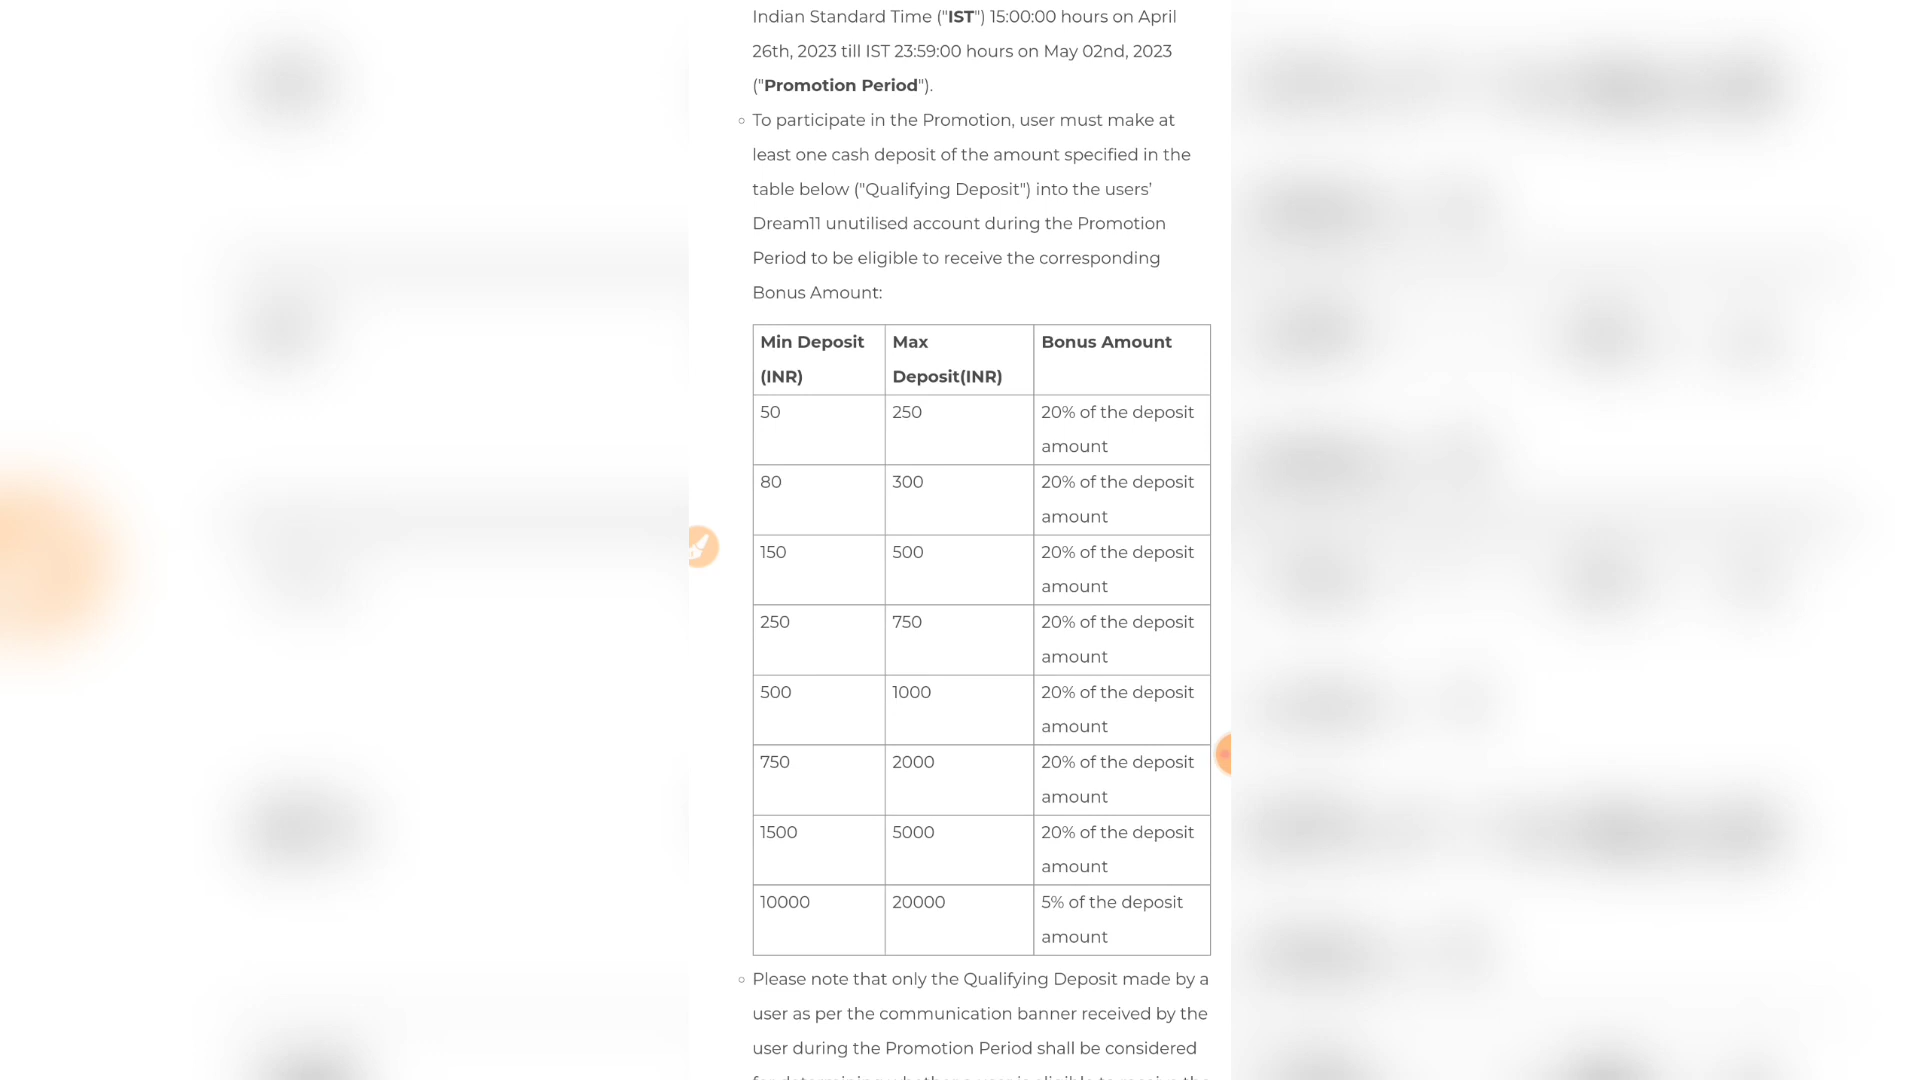 Indian Standard Time ("IST") 15:00:00 hours on April
26th, 2023 till IST 23:59:00 hours on May 02nd, 2023
("Promotion Period").
To participate in the Promotion, user must make at
least one cash deposit of the amount specified in the
table below ("Qualifying Deposit") into the users’
Dream11 unutilised account during the Promotion
Period to be eligible to receive the corresponding
Bonus Amount:
Min Deposit (INR) Max Deposit(INR) Bonus Amount
50 250 20% of the deposit amount
80 300 20% of the deposit amount
150 500 20% of the deposit amount
250 750 20% of the deposit amount
500 1000 20% of the deposit amount
750 2000 20% of the deposit amount
1500 5000 20% of the deposit amount
10000 20000 5% of the deposit amount
Please note that only the Qualifying Deposit made by a
user as per the communication banner received by the
user during the Promotion Period shall be considered